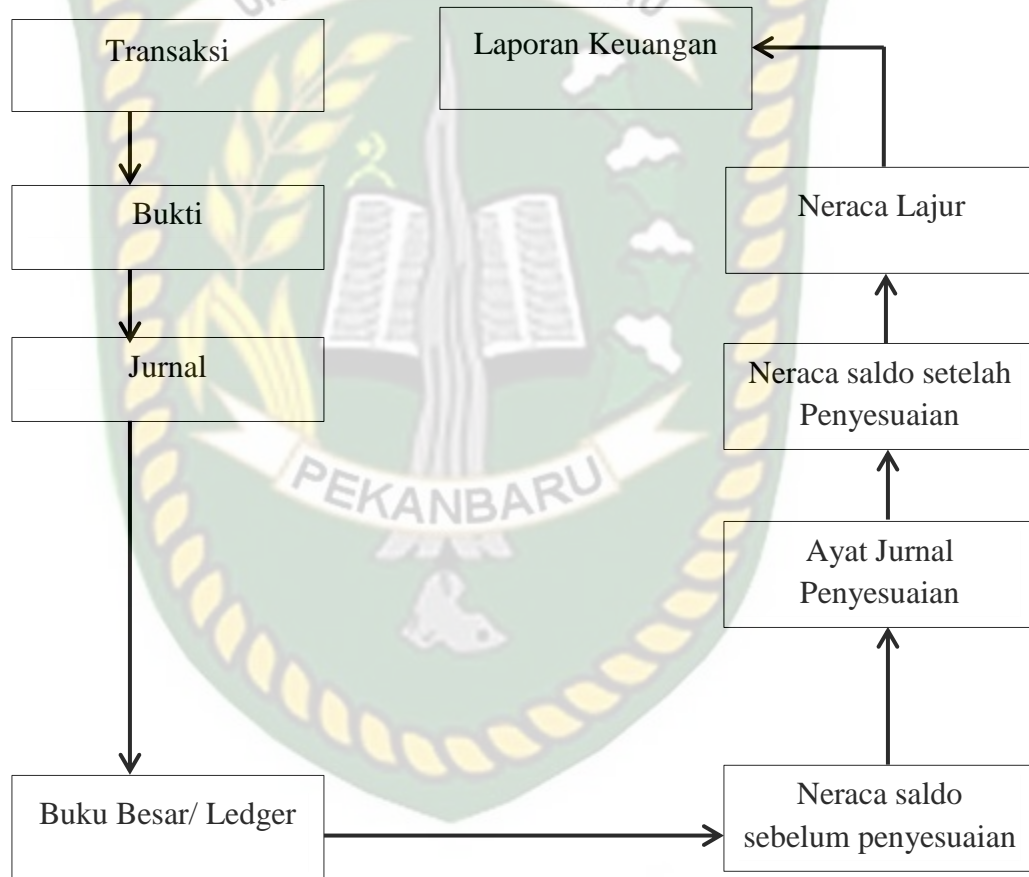 Transaksi
Bukti
Jurnal
Buku Besar/ Ledger
Neraca saldo
sebelum penyesuaian
Ayat Jurnal
Penyesuaian
Neraca saldo setelah
Penyesuaian
Neraca Lajur
Laporan Keuangan
PEKANBARU